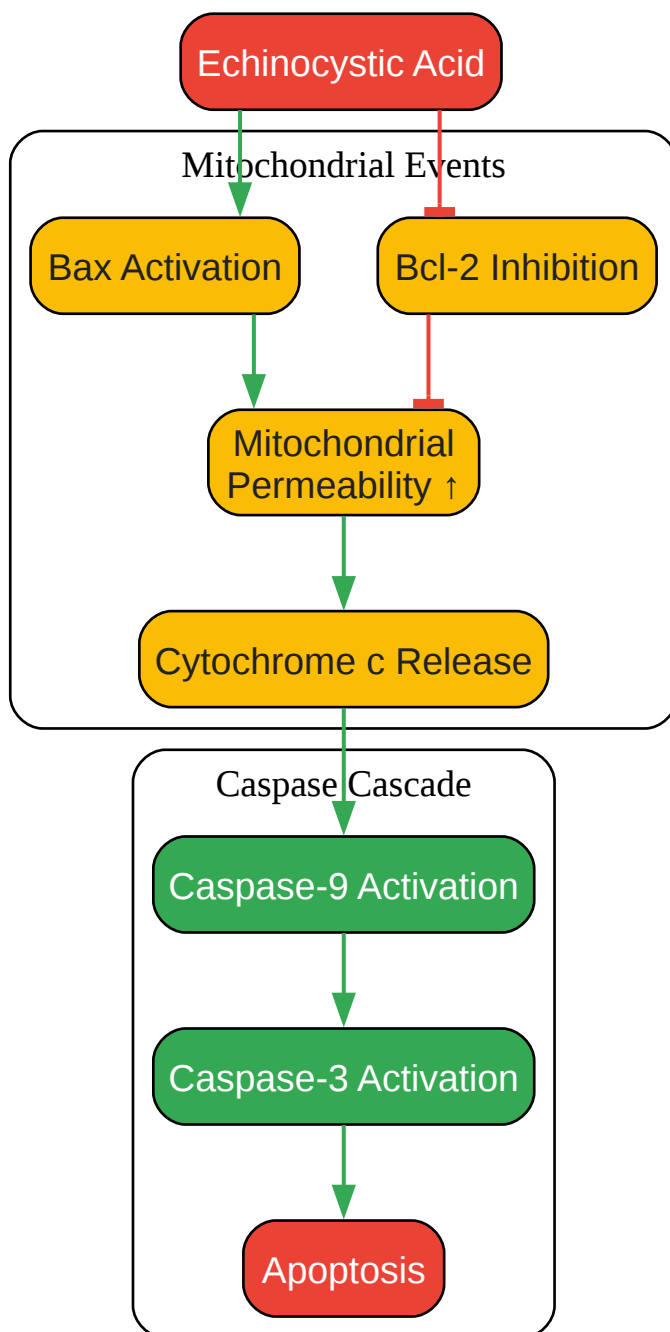 Echinocystic Acid
Mitochondrial Events
Bax Activation
Bcl-2 Inhibition
Mitochondrial
Permeability ↑
Cytochrome c Release
Caspase Cascade
Caspase-9 Activation
Caspase-3 Activation
Apoptosis